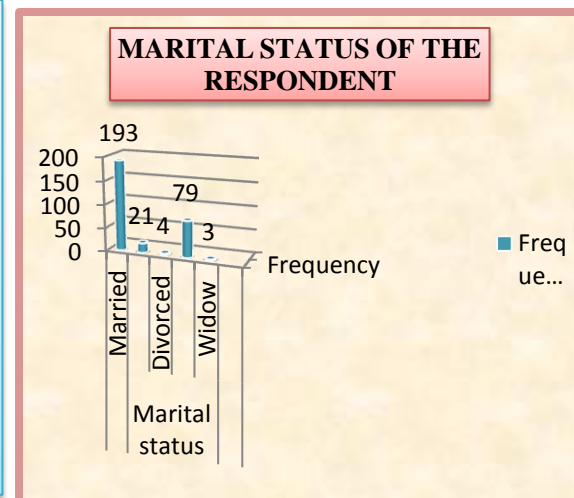 MARITAL STATUS OF THE
RESPONDENT
193
200
150
100
50
0
21
4
79
3
Married
Divorced
Widow
Frequency
Marital
status
Freq
ue...